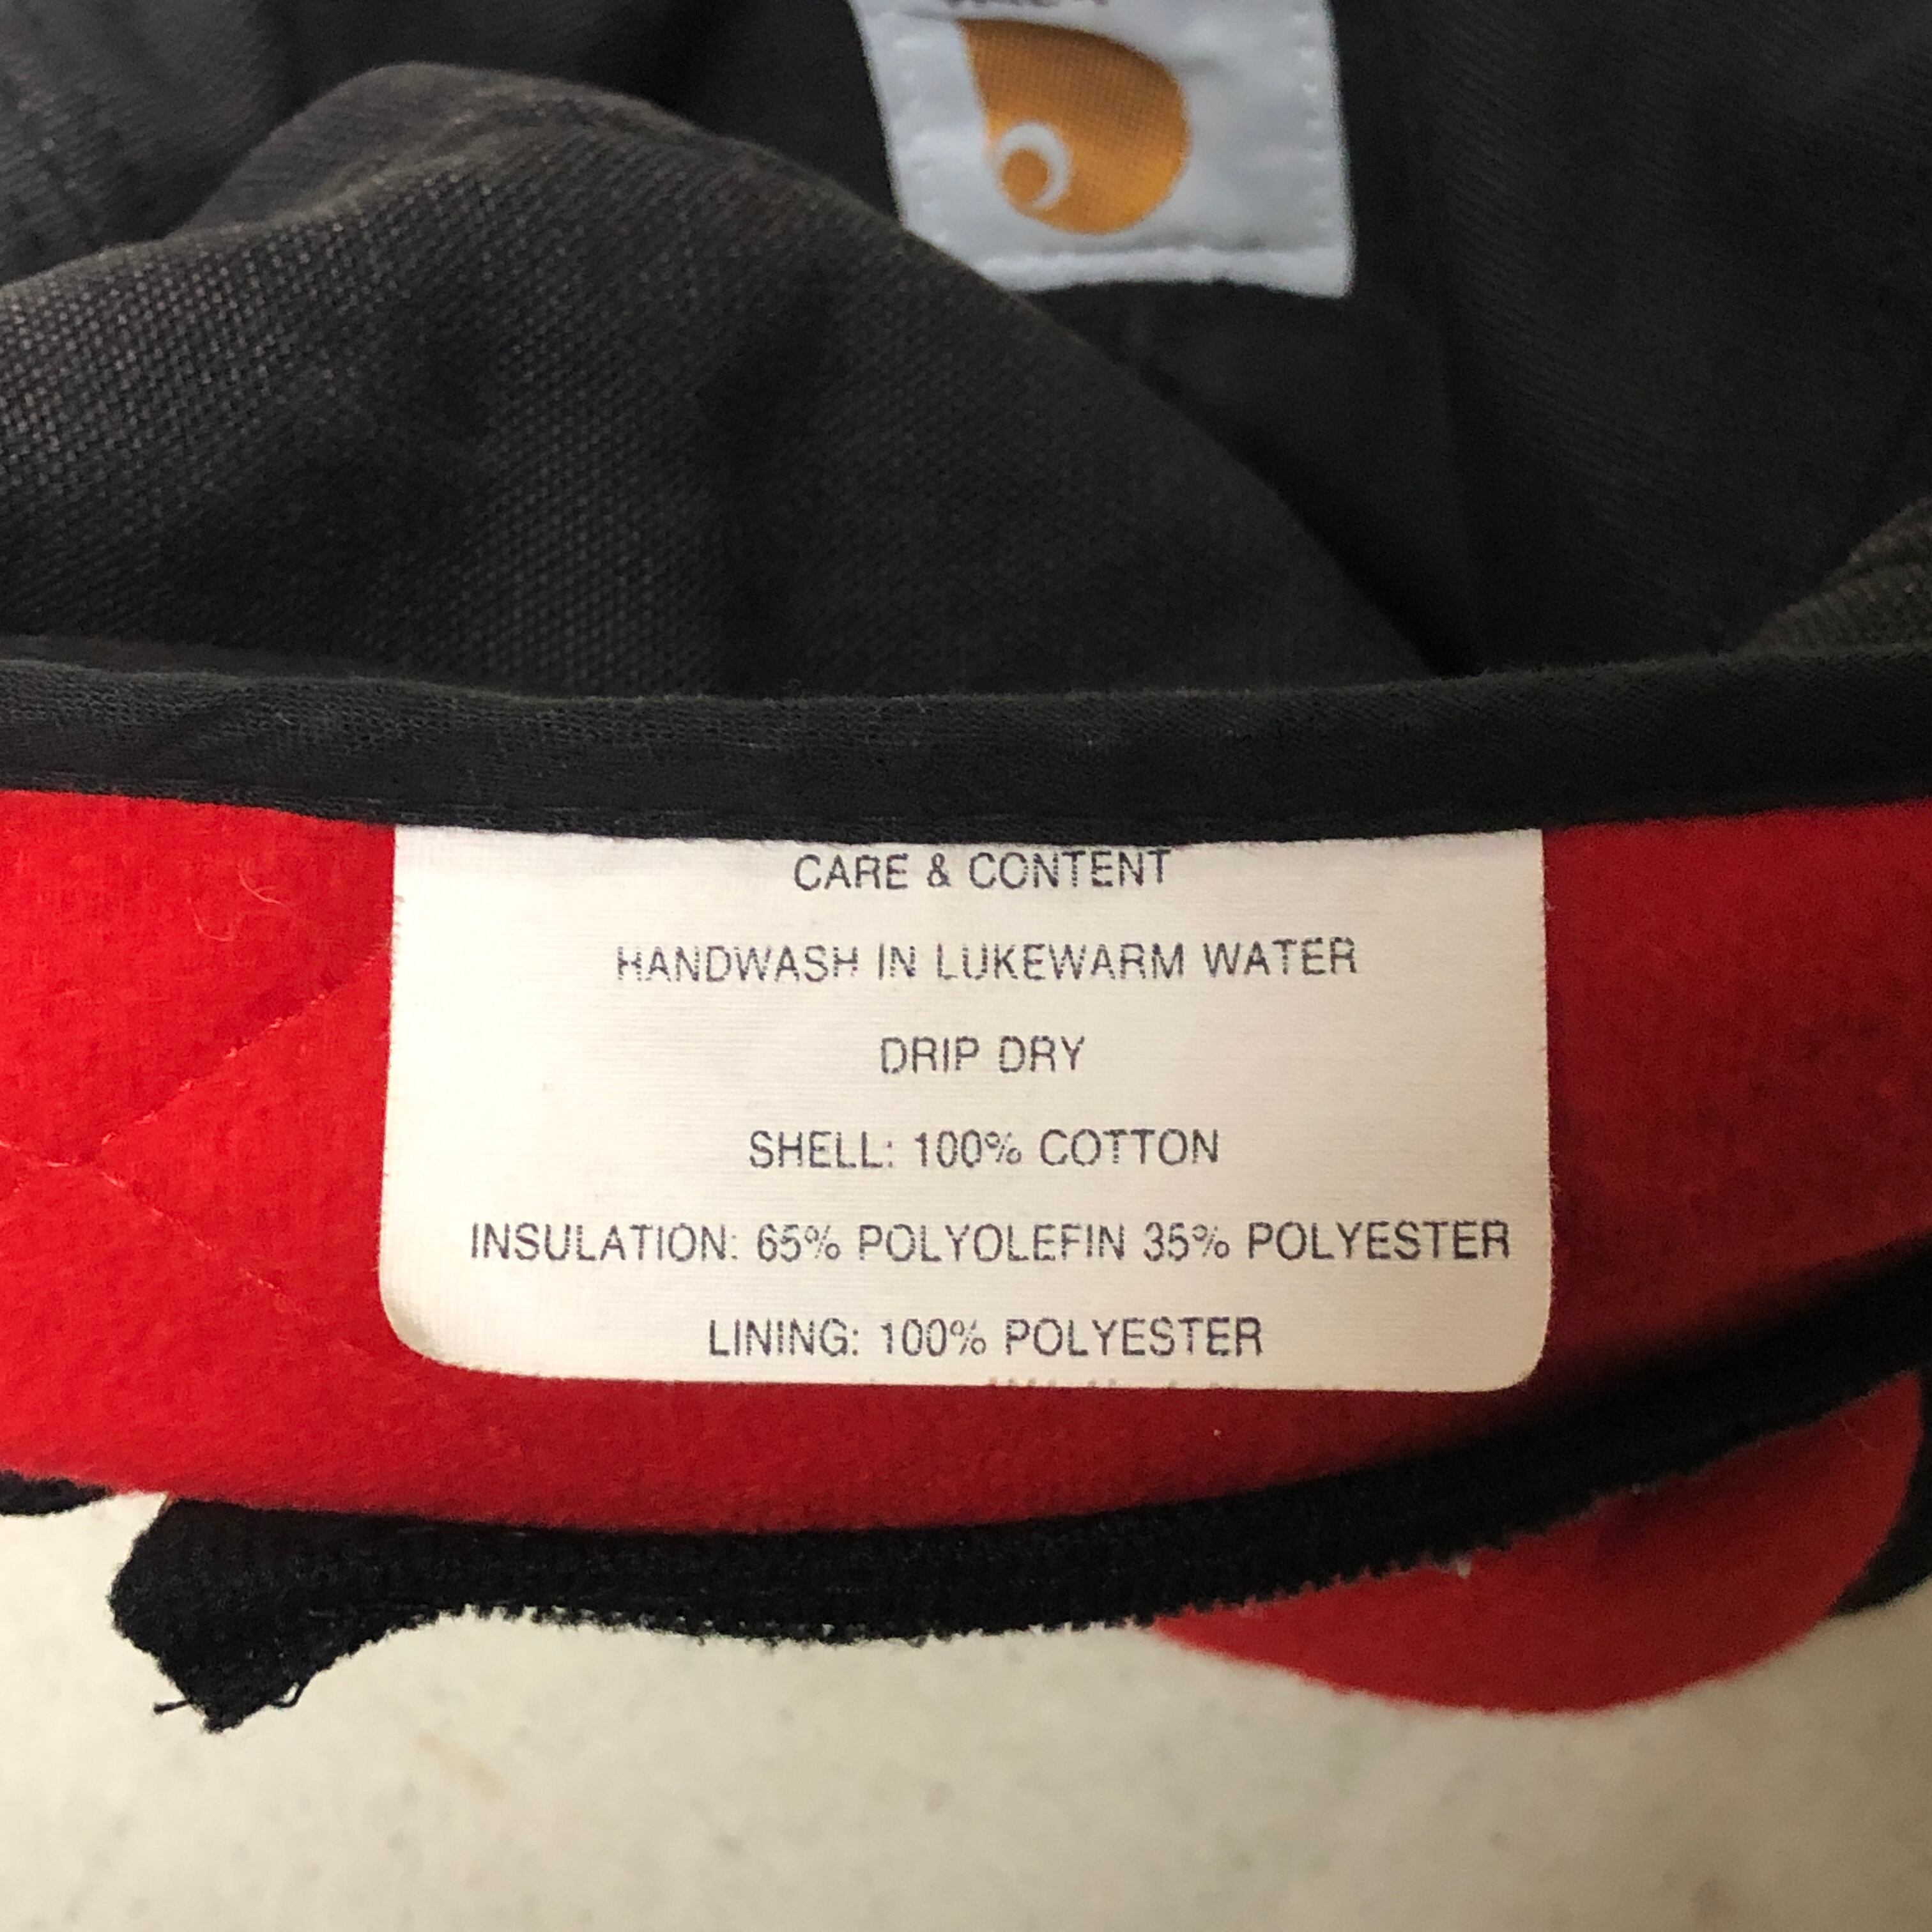 CARE & CONTENT
HANDWASH IN LUKEWARM WATER
DRIP DRY
SHELL: 100% COTTON
INSULATION: 65% POLYOLEFIN 35% POLYESTER
LINING: 100% POLYESTER